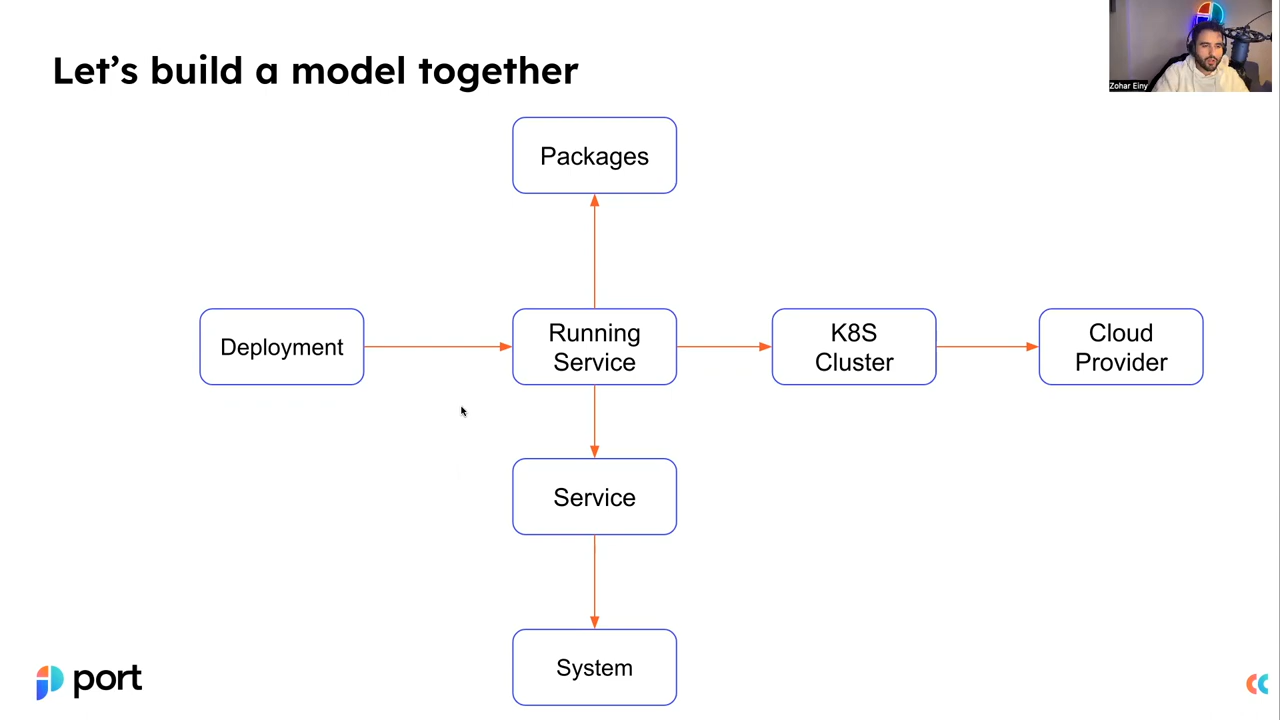 Let's build a model together
Zohar Einy
Packages
Deployment
Running
Service
K8S
Cluster
Cloud
Provider
Service
System
port